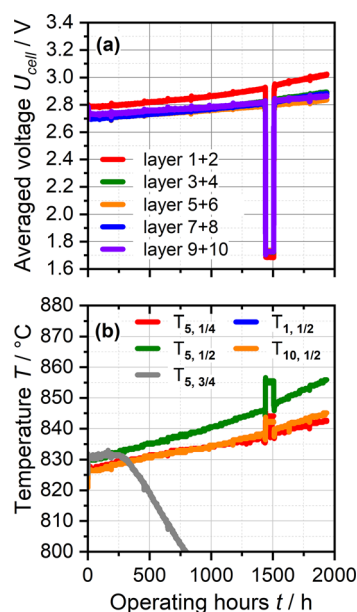 3.4
(a)
3.2
3.0
2.8
2.6
2.4
layer 1+2
2.2
layer 3+4
2.0
layer 5+6
1.8
layer 7+8
layer 9+10
1.6
Averaged voltage U_cell / V
880
(b)
T_5, 1/4
T_1, 1/2
870
T_5, 1/2
T_10, 1/2
860
T_5, 3/4
850
840
830
820
810
800
Temperature T / °C
0 500 1000 1500 2000
Operating hours t / h